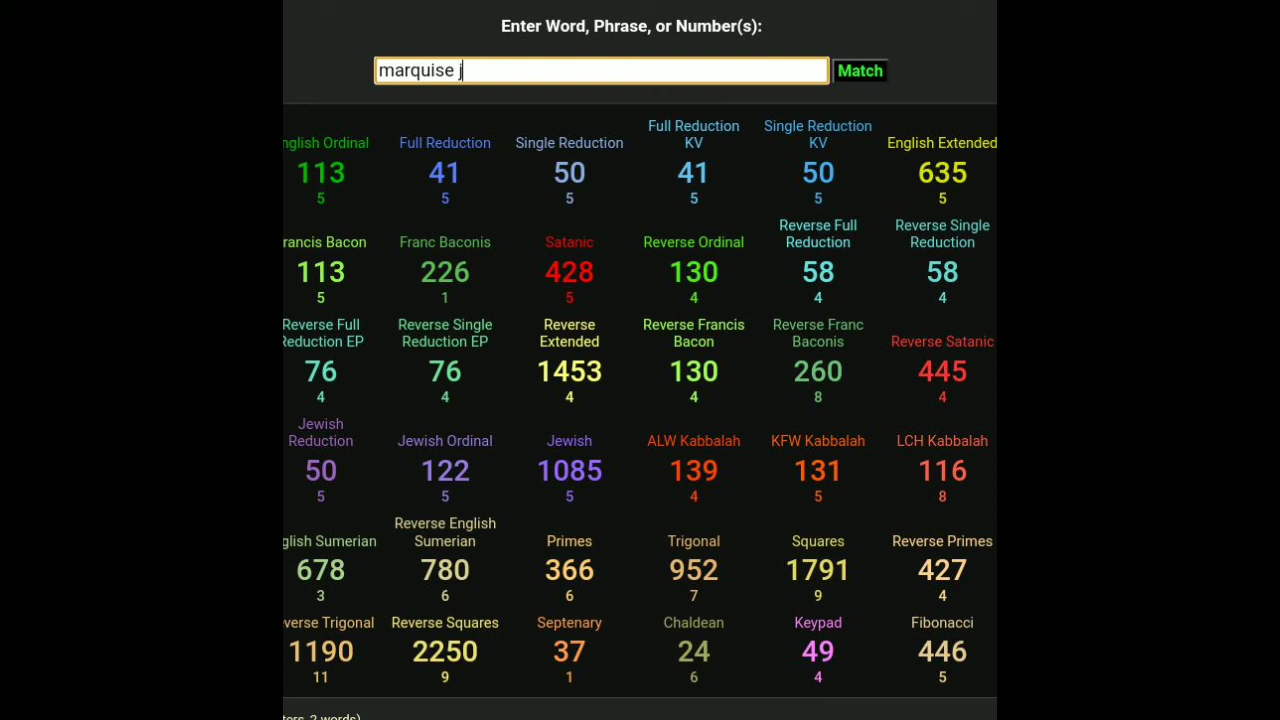 Enter Word, Phrase, or Number(s):
marquise j
Match
nglish Ordinal Full Reduction Single Reduction Full Reduction KV Single Reduction KV English Extended
113 41 50 41 50 635
5 5 5 5 5 5
rancis Bacon Franc Baconis Satanic Reverse Ordinal Reverse Full Reduction Reverse Single Reduction
113 226 428 130 58 58
5 1 5 4 4 4
Reverse Full Reduction EP Reverse Single Reduction EP Reverse Extended Reverse Francis Bacon Reverse Franc Baconis Reverse Satanic
76 76 1453 130 260 445
4 4 4 4 8 4
Jewish Reduction Jewish Ordinal Jewish ALW Kabbalah KFW Kabbalah LCH Kabbalah
50 122 1085 139 131 116
5 5 5 4 5 8
glish Sumerian Reverse English Sumerian Primes Trigonal Squares Reverse Primes
678 780 366 952 1791 427
3 6 6 7 9 4
verse Trigonal Reverse Squares Septenary Chaldean Keypad Fibonacci
1190 2250 37 24 49 446
11 9 1 6 4 5
ters, 2 words)